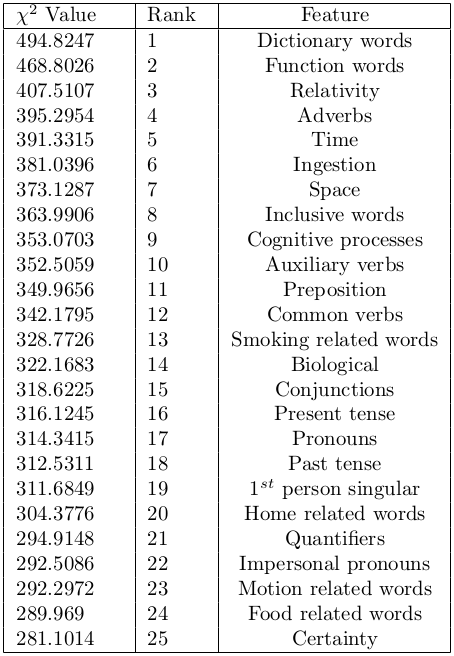 χ² Value Rank Feature
494.8247 1 Dictionary words
468.8026 2 Function words
407.5107 3 Relativity
395.2954 4 Adverbs
391.3315 5 Time
381.0396 6 Ingestion
373.1287 7 Space
363.9906 8 Inclusive words
353.0703 9 Cognitive processes
352.5059 10 Auxiliary verbs
349.9656 11 Preposition
342.1795 12 Common verbs
328.7726 13 Smoking related words
322.1683 14 Biological
318.6225 15 Conjunctions
316.1245 16 Present tense
314.3415 17 Pronouns
312.5311 18 Past tense
311.6849 19 1ˢᵗ person singular
304.3776 20 Home related words
294.9148 21 Quantifiers
292.5086 22 Impersonal pronouns
292.2972 23 Motion related words
289.969 24 Food related words
281.1014 25 Certainty